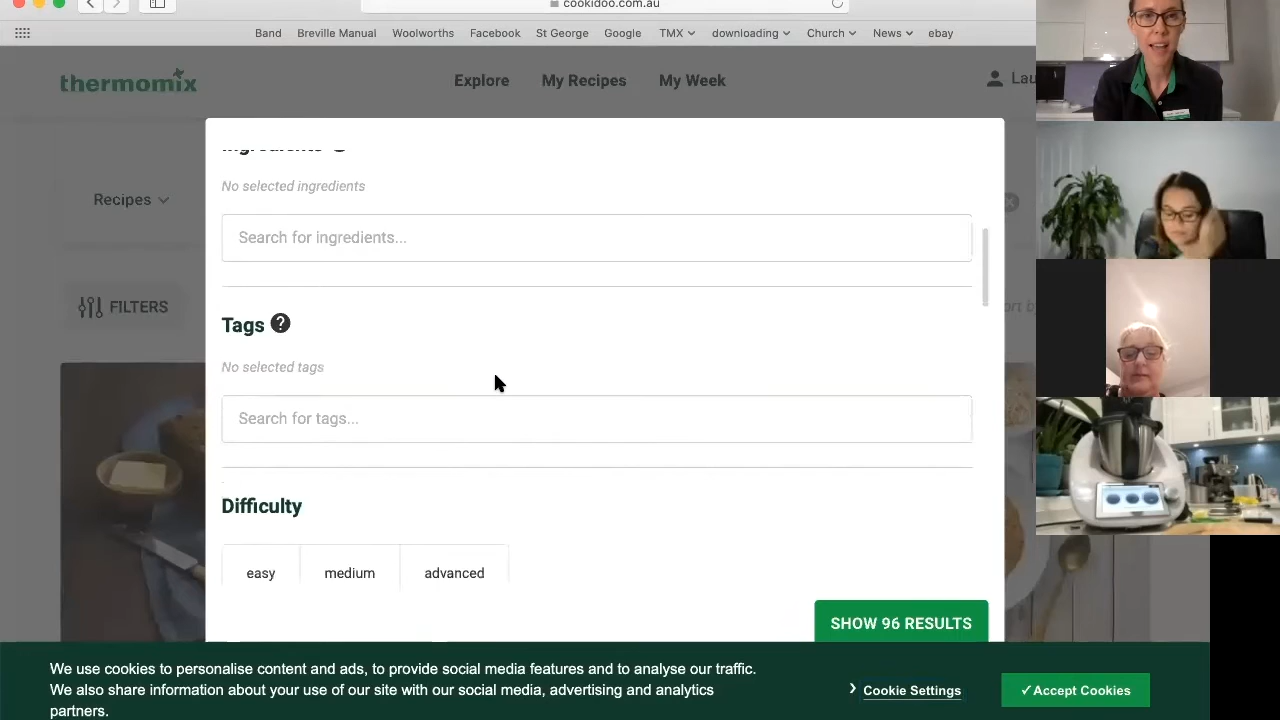 cookidoo.com.au
Band Breville Manual Woolworths Facebook St George Google TMX downloading Church News ebay
thermomix Explore My Recipes My Week Lau
Ingredients
No selected ingredients
Recipes
Search for ingredients...
FILTERS
Tags ?
No selected tags
Search for tags...
Difficulty
easy medium advanced
SHOW 96 RESULTS
We use cookies to personalise content and ads, to provide social media features and to analyse our traffic.
We also share information about your use of our site with our social media, advertising and analytics
partners.
Cookie Settings ✓Accept Cookies